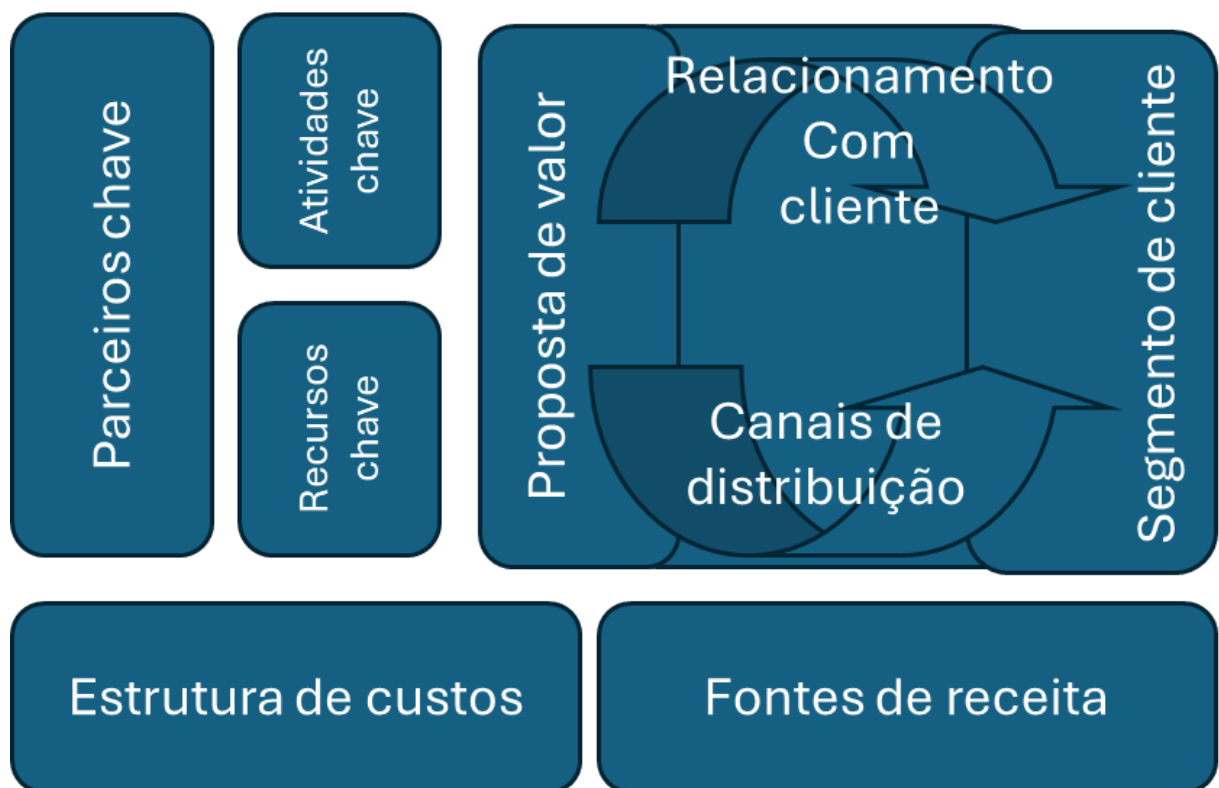 Parceiros chave
Atividades
chave
Recursos
chave
Proposta de valor
Relacionamento
Com
cliente
Canais de
distribuição
Segmento de cliente
Estrutura de custos
Fontes de receita